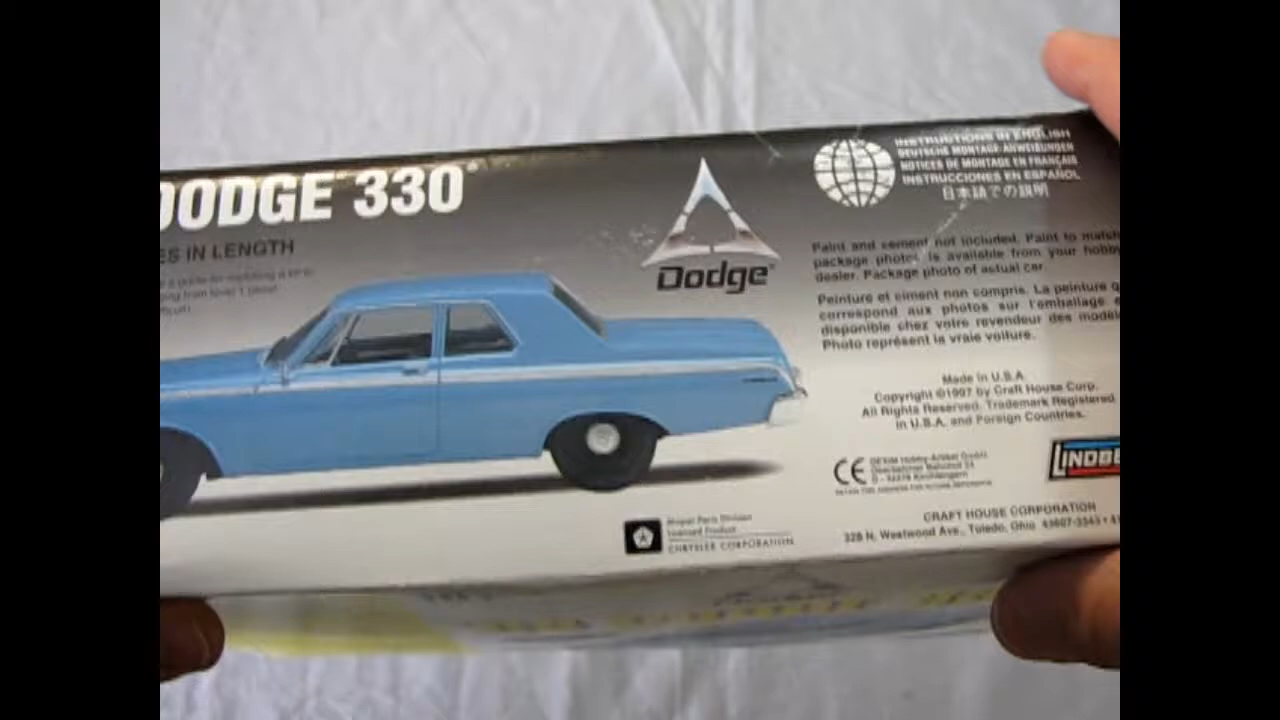 DODGE 330
ES IN LENGTH
Dodge
INSTRUCTIONS IN ENGLISH
DEUTSCHE MONTAGE ANWEISUNGEN
NOTICES DE MONTAGE EN FRANÇAIS
INSTRUCCIONES EN ESPAÑOL
日本語での説明
Paint and cement not included. Paint to match
package photos is available from your hobby
dealer. Package photo of actual car.
Peinture et ciment non compris. La peinture
correspond aux photos sur l'emballage
disponible chez votre revendeur des
Photo représent la vraie voiture.
Made in U.S.A.
Copyright ©1997 by Craft House Corp.
All Rights Reserved. Trademark Registered
in U.S.A. and Foreign Countries.
CE
LINDBE
Mopar Parts Division
Licensed Product
CHRYSLER CORPORATION
CRAFT HOUSE CORPORATION
328 N. Westwood Ave., Toledo, Ohio